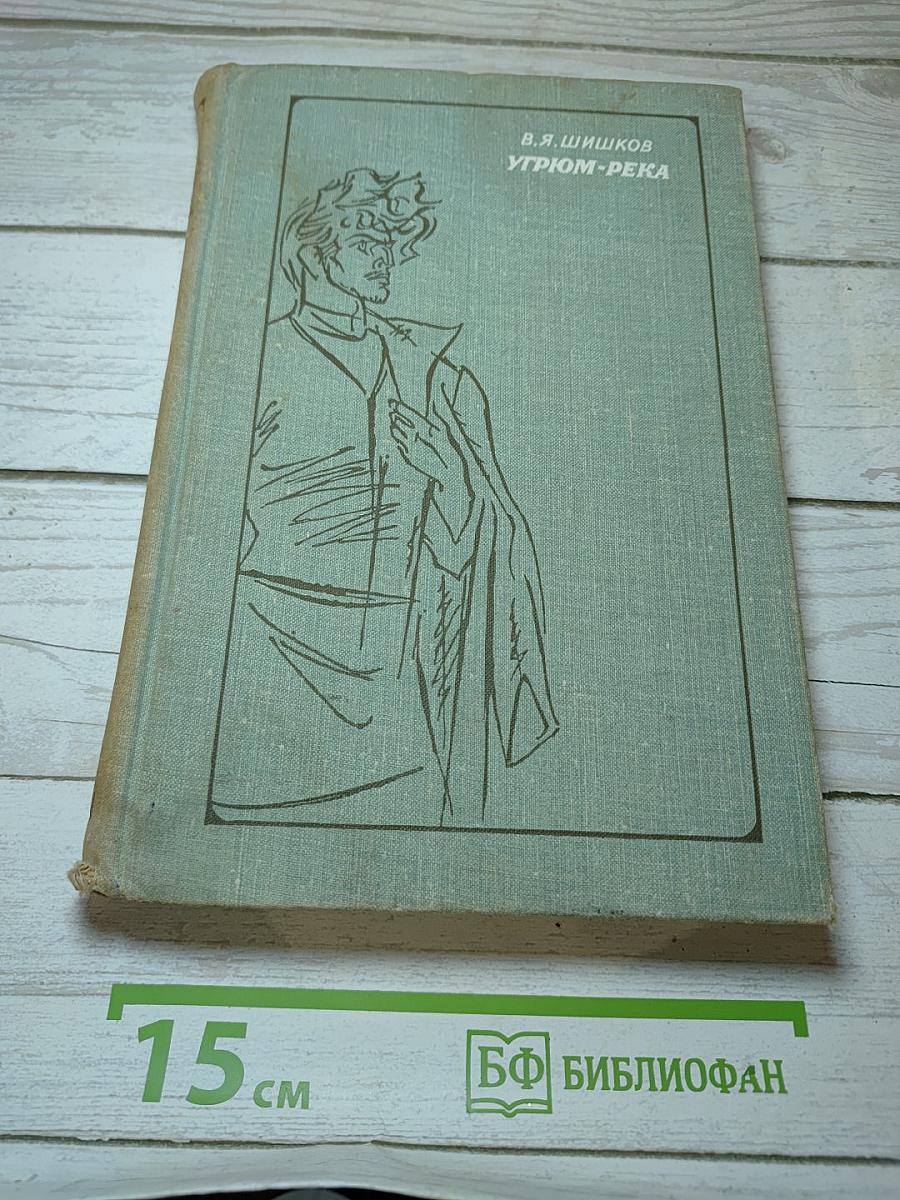 В.Я.ШИШКОВ
УГРЮМ-РЕКА
15 см
БФ БИБЛИОФАН